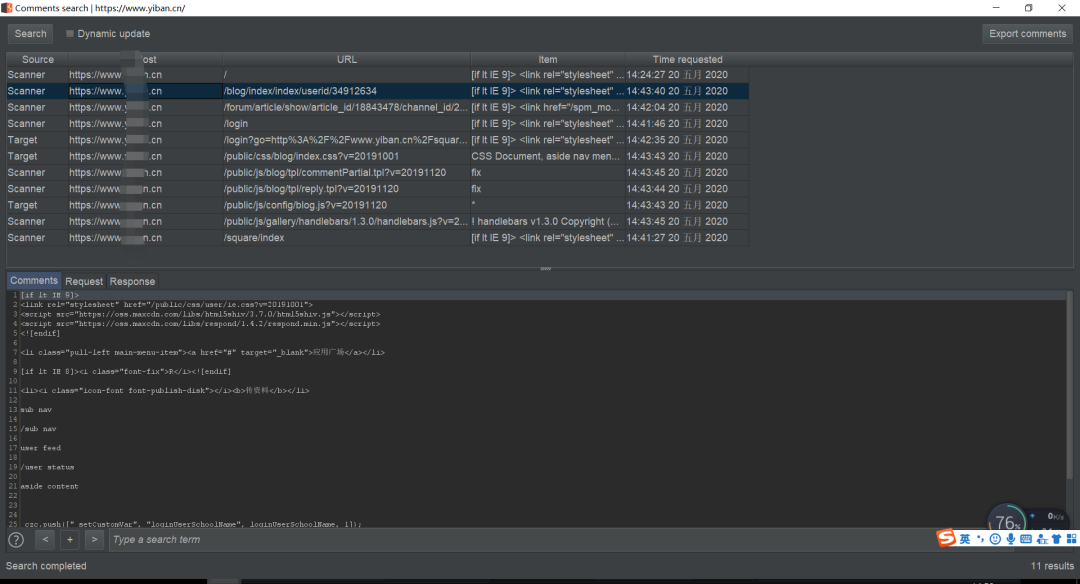 Comments search | https://www.yiban.cn/
Search Dynamic update Export comments
Source ost URL Item Time requested
Scanner https://www. .cn / [if lt IE 9]> <link rel="stylesheet" ... 14:24:27 20 五月 2020
Scanner https://www. .cn /blog/index/index/userid/34912634 [if lt IE 9]> <link rel="stylesheet" ... 14:43:40 20 五月 2020
Scanner https://www. n.cn /forum/article/show/article_id/18843478/channel_id/2... [if lt IE 9]> <link href="/spm_mo... 14:42:04 20 五月 2020
Scanner https://www. n.cn /login [if lt IE 9]> <link rel="stylesheet" ... 14:41:46 20 五月 2020
Target https://www. n.cn /login?go=http%3A%2F%2Fwww.yiban.cn%2Fsquar... [if lt IE 9]> <link rel="stylesheet" ... 14:42:35 20 五月 2020
Target https://www. .cn /public/css/blog/index.css?v=20191001 CSS Document, aside nav men... 14:43:43 20 五月 2020
Scanner https://www. .cn /public/js/blog/tpl/commentPartial.tpl?v=20191120 fix 14:43:45 20 五月 2020
Scanner https://www. n.cn /public/js/blog/tpl/reply.tpl?v=20191120 fix 14:43:44 20 五月 2020
Target https://www. n.cn /public/js/config/blog.js?v=20191120 * 14:43:43 20 五月 2020
Scanner https://www. n.cn /public/js/gallery/handlebars/1.3.0/handlebars.js?v=2... ! handlebars v1.3.0 Copyright (... 14:43:45 20 五月 2020
Scanner https://www. n.cn /square/index [if lt IE 9]> <link rel="stylesheet" ... 14:41:27 20 五月 2020
Comments Request Response
1 [if lt IE 9]>
2 <link rel="stylesheet" href="/public/css/user/ie.css?v=20191001">
3 <script src="https://oss.maxcdn.com/libs/html5shiv/3.7.0/html5shiv.js"></script>
4 <script src="https://oss.maxcdn.com/libs/respond/1.4.2/respond.min.js"></script>
5 <![endif]
6
7 <li class="pull-left main-menu-item"><a href="#" target="_blank">应用广场</a></li>
8
9 [if lt IE 8]><i class="font-fix">R</i><![endif]
10
11 <li><i class="icon-font font-publish-disk"></i><b>传资料</b></li>
12
13 sub nav
14
15 /sub nav
16
17 user feed
18
19 /user status
20
21 aside content
22
23
24
25 cgc.push(["_setCustomVar", "loginUserSchoolName", loginUserSchoolName, 1]);
? < + > Type a search term
76%
0K/s
英
Search completed 11 results